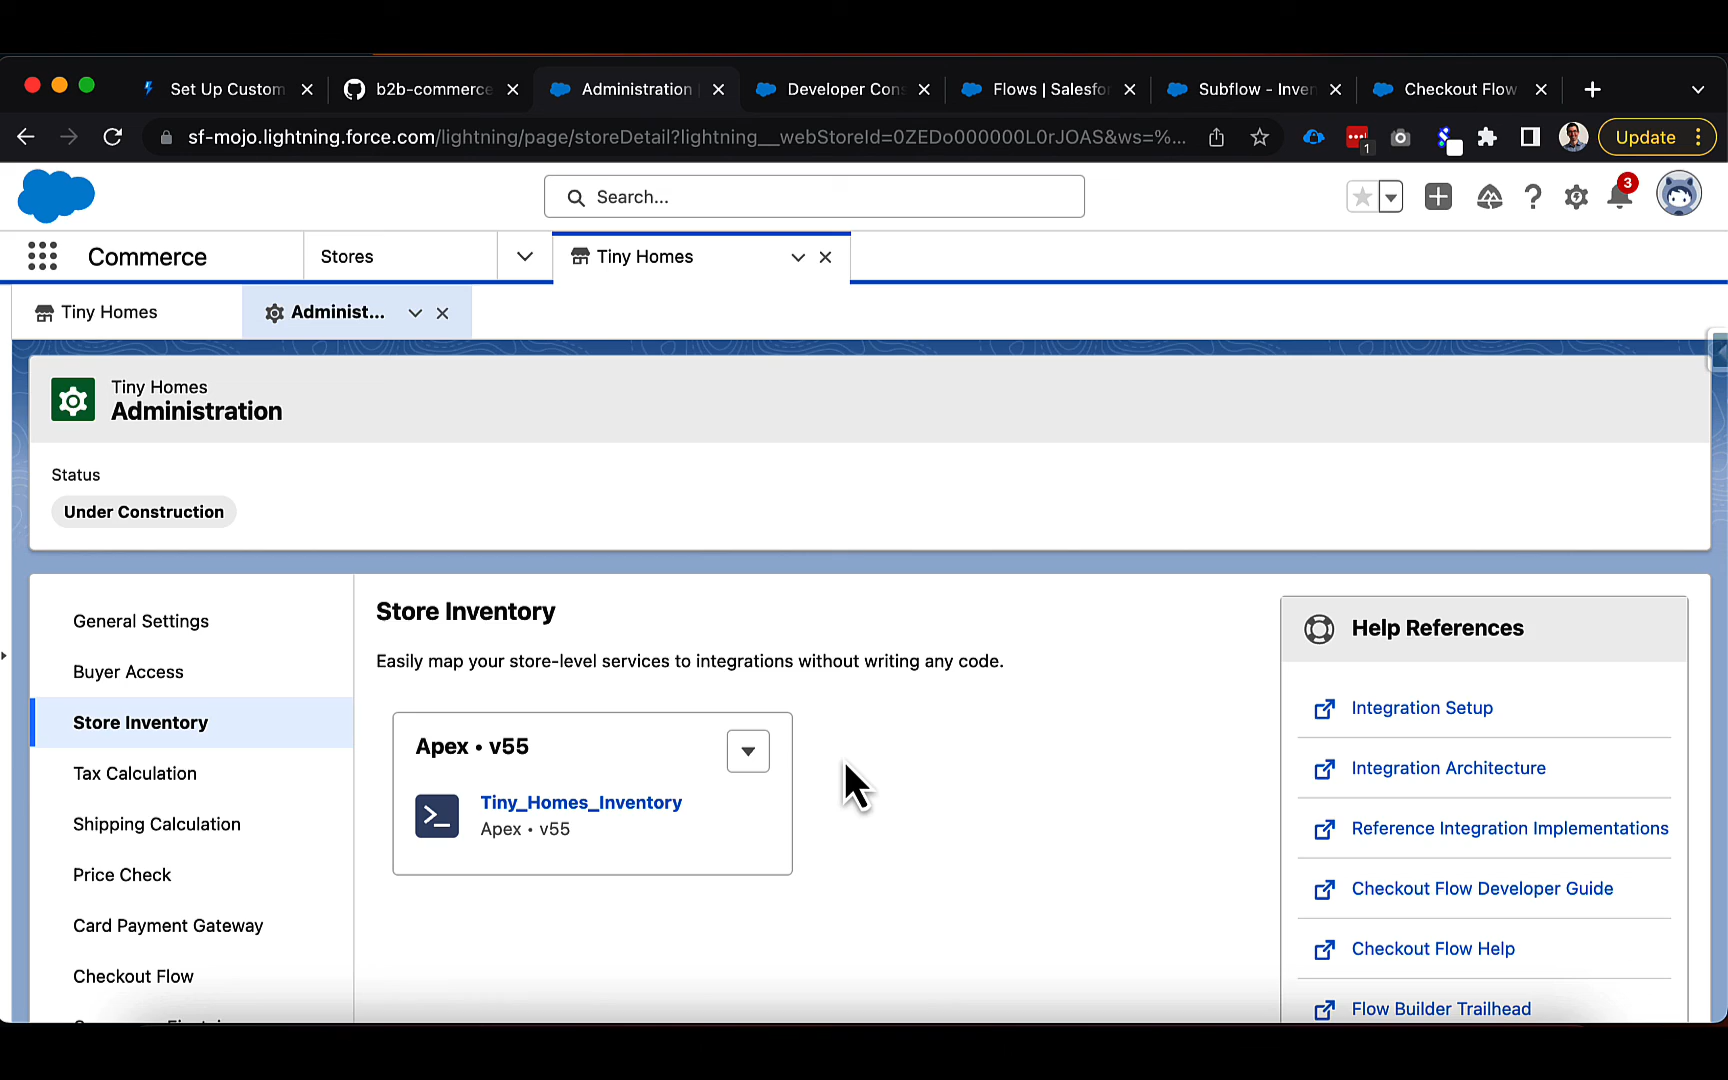 Set Up Custom
b2b-commerce
Administration
Developer Con
Flows | Salesfo
Subflow - Inven
Checkout Flow
sf-mojo.lightning.force.com/lightning/page/storeDetail?lightning__webStoreId=0ZEDo000000L0rJOAS&ws=%...
1
Update
Search...
3
Commerce
Stores
Tiny Homes
Tiny Homes
Administ...
Tiny Homes
Administration
Status
Under Construction
General Settings
Buyer Access
Store Inventory
Tax Calculation
Shipping Calculation
Price Check
Card Payment Gateway
Checkout Flow
Store Inventory
Easily map your store-level services to integrations without writing any code.
Apex • v55
Tiny_Homes_Inventory
Apex • v55
Help References
Integration Setup
Integration Architecture
Reference Integration Implementations
Checkout Flow Developer Guide
Checkout Flow Help
Flow Builder Trailhead